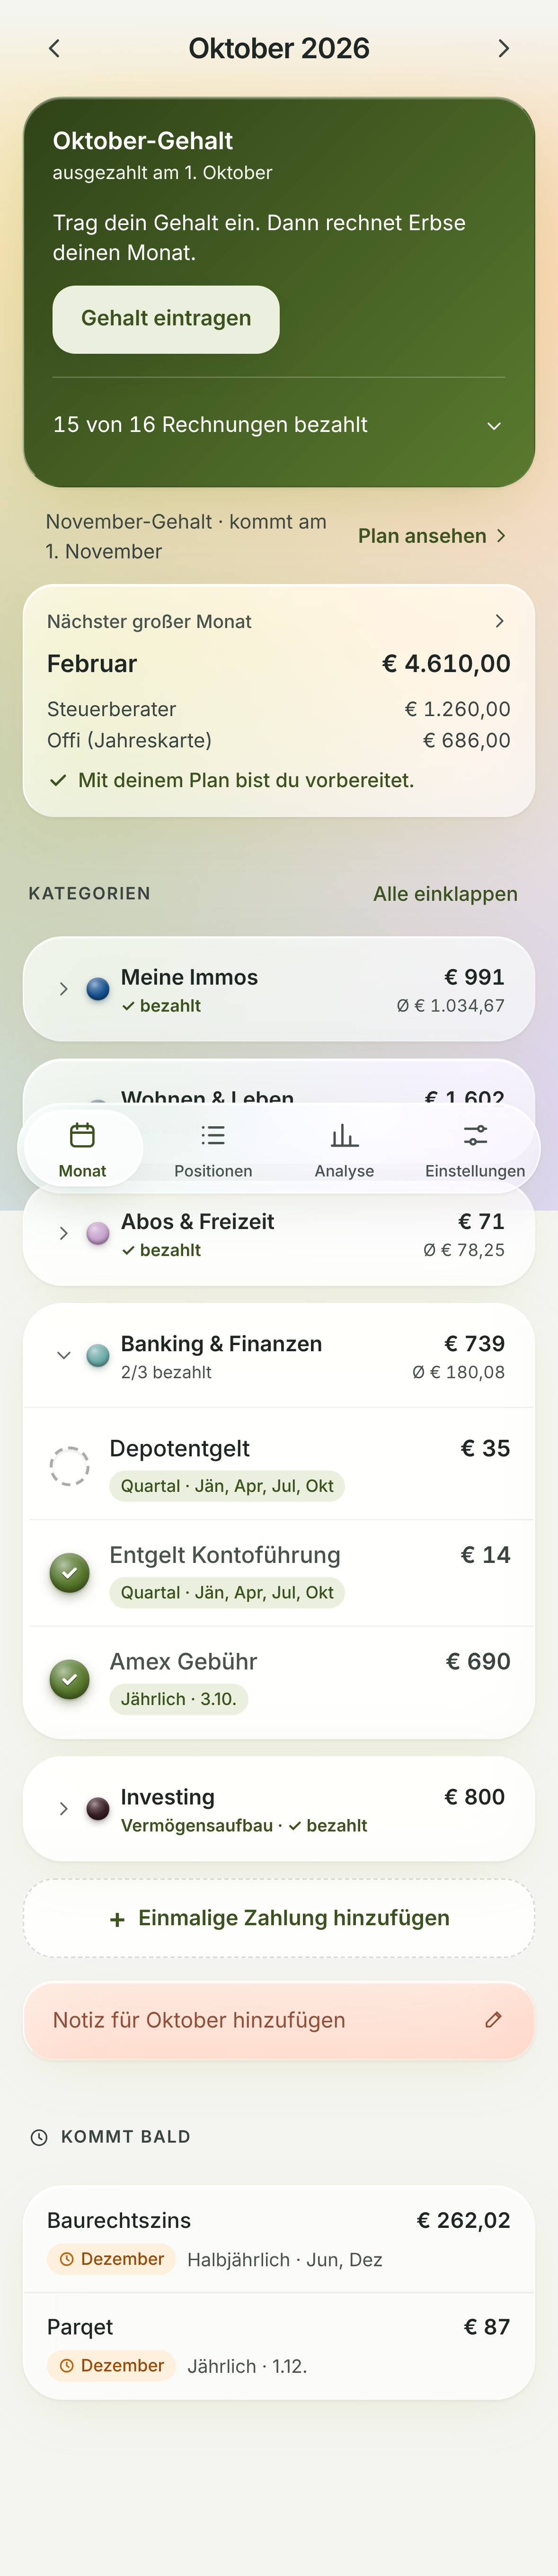 Oktober 2026
Oktober-Gehalt
ausgezahlt am 1. Oktober
Trag dein Gehalt ein. Dann rechnet Erbse
deinen Monat.
Gehalt eintragen
15 von 16 Rechnungen bezahlt
November-Gehalt · kommt am
1. November
Plan ansehen
Nächster großer Monat
Februar € 4.610,00
Steuerberater € 1.260,00
Offi (Jahreskarte) € 686,00
Mit deinem Plan bist du vorbereitet.
KATEGORIEN Alle einklappen
Meine Immos € 991
✓ bezahlt Ø € 1.034,67
Wohnen & Leben € 1.602
Monat Positionen Analyse Einstellungen
Abos & Freizeit € 71
✓ bezahlt Ø € 78,25
Banking & Finanzen € 739
2/3 bezahlt Ø € 180,08
Depotentgelt € 35
Quartal · Jän, Apr, Jul, Okt
Entgelt Kontoführung € 14
Quartal · Jän, Apr, Jul, Okt
Amex Gebühr € 690
Jährlich · 3.10.
Investing € 800
Vermögensaufbau · ✓ bezahlt
+ Einmalige Zahlung hinzufügen
Notiz für Oktober hinzufügen
KOMMT BALD
Baurechtszins € 262,02
Dezember Halbjährlich · Jun, Dez
Parqet € 87
Dezember Jährlich · 1.12.